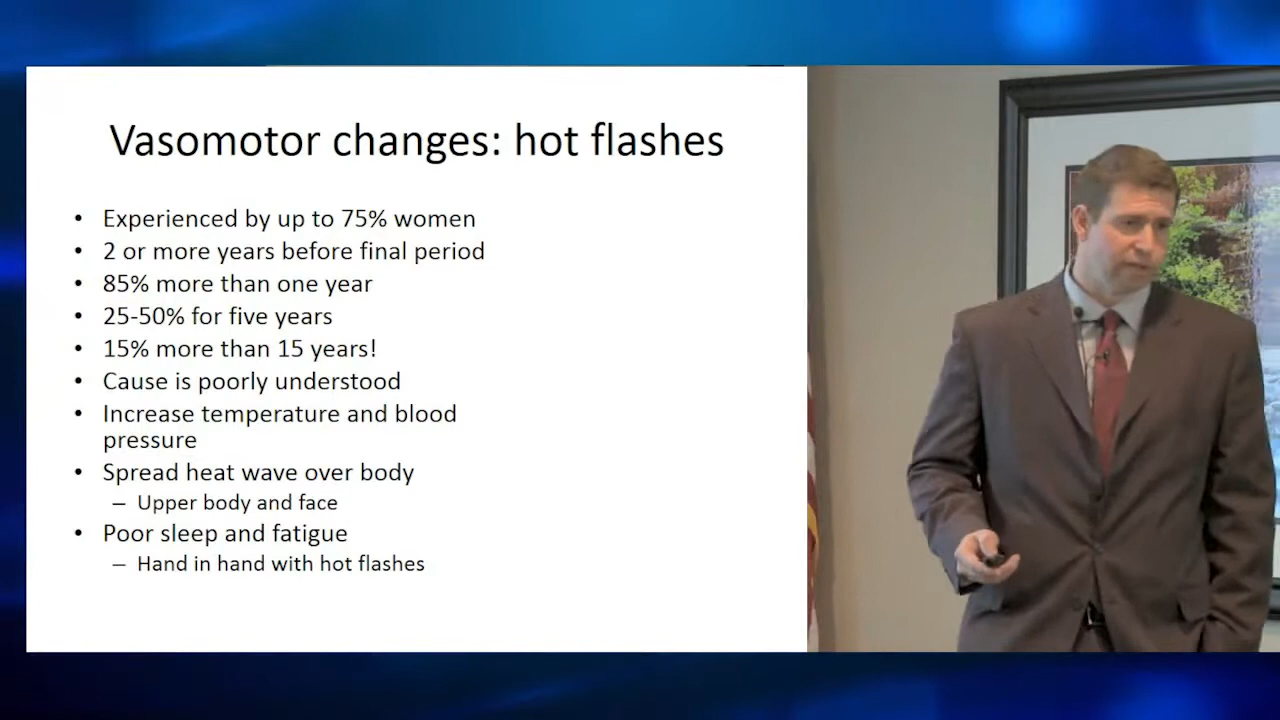 Vasomotor changes: hot flashes
• Experienced by up to 75% women
• 2 or more years before final period
• 85% more than one year
• 25-50% for five years
• 15% more than 15 years!
• Cause is poorly understood
• Increase temperature and blood
pressure
• Spread heat wave over body
– Upper body and face
• Poor sleep and fatigue
– Hand in hand with hot flashes